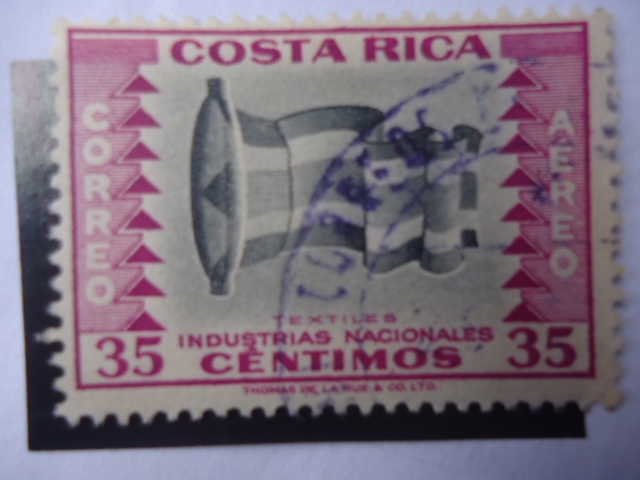 COSTA RICA
CORREO
AEREO
TEXTILES
INDUSTRIAS NACIONALES
35 CENTIMOS 35
THOMAS DE LA RUE & CO. LTD.